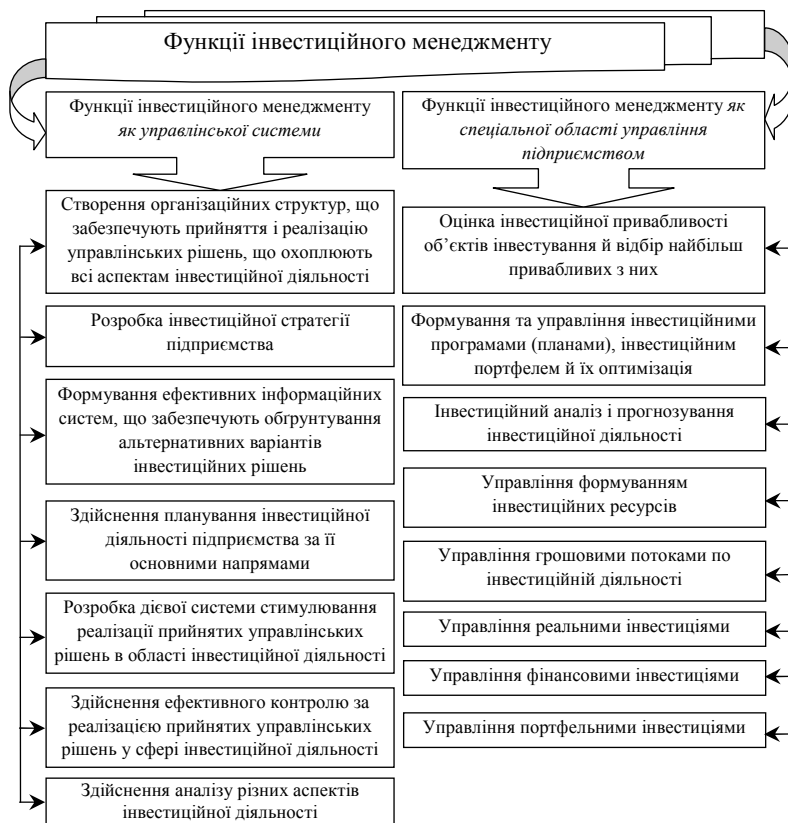 Функції інвестиційного менеджменту
Функції інвестиційного менеджменту
як управлінської системи
Створення організаційних структур, що
забезпечують прийняття і реалізацію
управлінських рішень, що охоплюють
всі аспектам інвестиційної діяльності
Розробка інвестиційної стратегії
підприємства
Формування ефективних інформаційних
систем, що забезпечують обґрунтування
альтернативних варіантів
інвестиційних рішень
Здійснення планування інвестиційної
діяльності підприємства за її
основними напрямами
Розробка дієвої системи стимулювання
реалізації прийнятих управлінських
рішень в області інвестиційної діяльності
Здійснення ефективного контролю за
реалізацією прийнятих управлінських
рішень у сфері інвестиційної діяльності
Здійснення аналізу різних аспектів
інвестиційної діяльності
Функції інвестиційного менеджменту як
спеціальної області управління
підприємством
Оцінка інвестиційної привабливості
об’єктів інвестування й відбір найбільш
привабливих з них
Формування та управління інвестиційними
програмами (планами), інвестиційним
портфелем й їх оптимізація
Інвестиційний аналіз і прогнозування
інвестиційної діяльності
Управління формуванням
інвестиційних ресурсів
Управління грошовими потоками по
інвестиційній діяльності
Управління реальними інвестиціями
Управління фінансовими інвестиціями
Управління портфельними інвестиціями